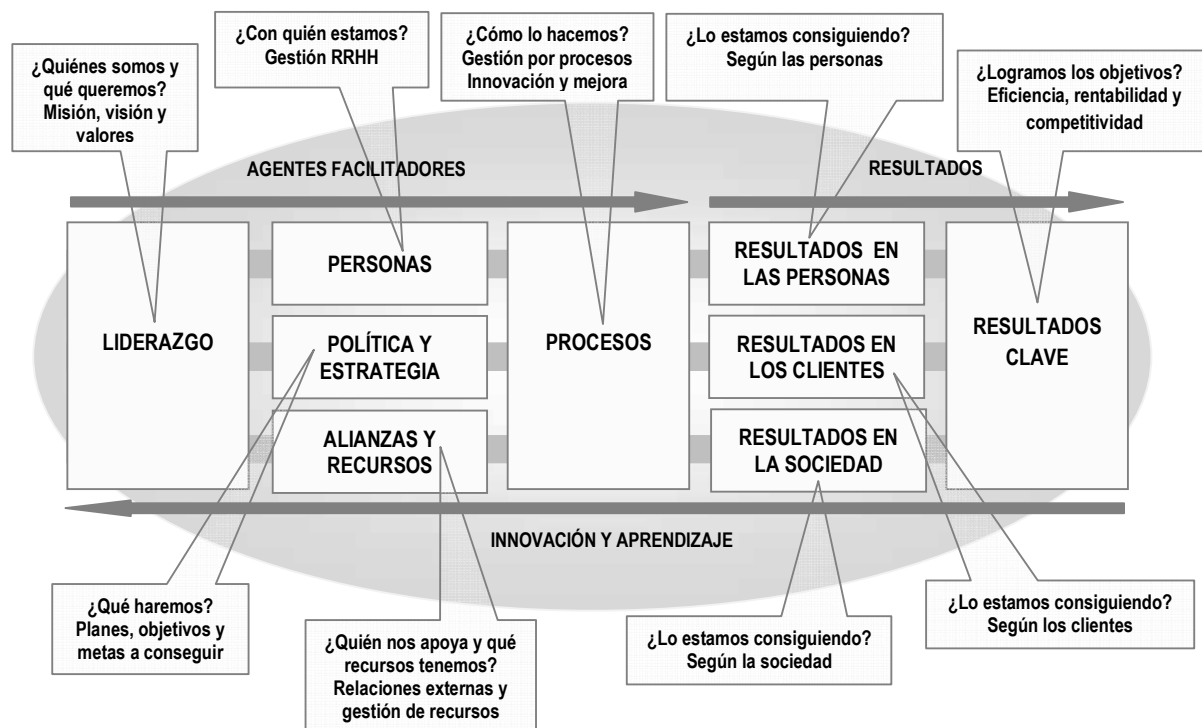 ¿Quiénes somos y
qué queremos?
Misión, visión y
valores
¿Con quién estamos?
Gestión RRHH
¿Cómo lo hacemos?
Gestión por procesos
Innovación y mejora
¿Lo estamos consiguiendo?
Según las personas
¿Logramos los objetivos?
Eficiencia, rentabilidad y
competitividad
AGENTES FACILITADORES
RESULTADOS
LIDERAZGO
PERSONAS
POLÍTICA Y
ESTRATEGIA
ALIANZAS Y
RECURSOS
PROCESOS
RESULTADOS EN
LAS PERSONAS
RESULTADOS EN
LOS CLIENTES
RESULTADOS EN
LA SOCIEDAD
RESULTADOS
CLAVE
INNOVACIÓN Y APRENDIZAJE
¿Qué haremos?
Planes, objetivos y
metas a conseguir
¿Quién nos apoya y qué
recursos tenemos?
Relaciones externas y
gestión de recursos
¿Lo estamos consiguiendo?
Según la sociedad
¿Lo estamos consiguiendo?
Según los clientes